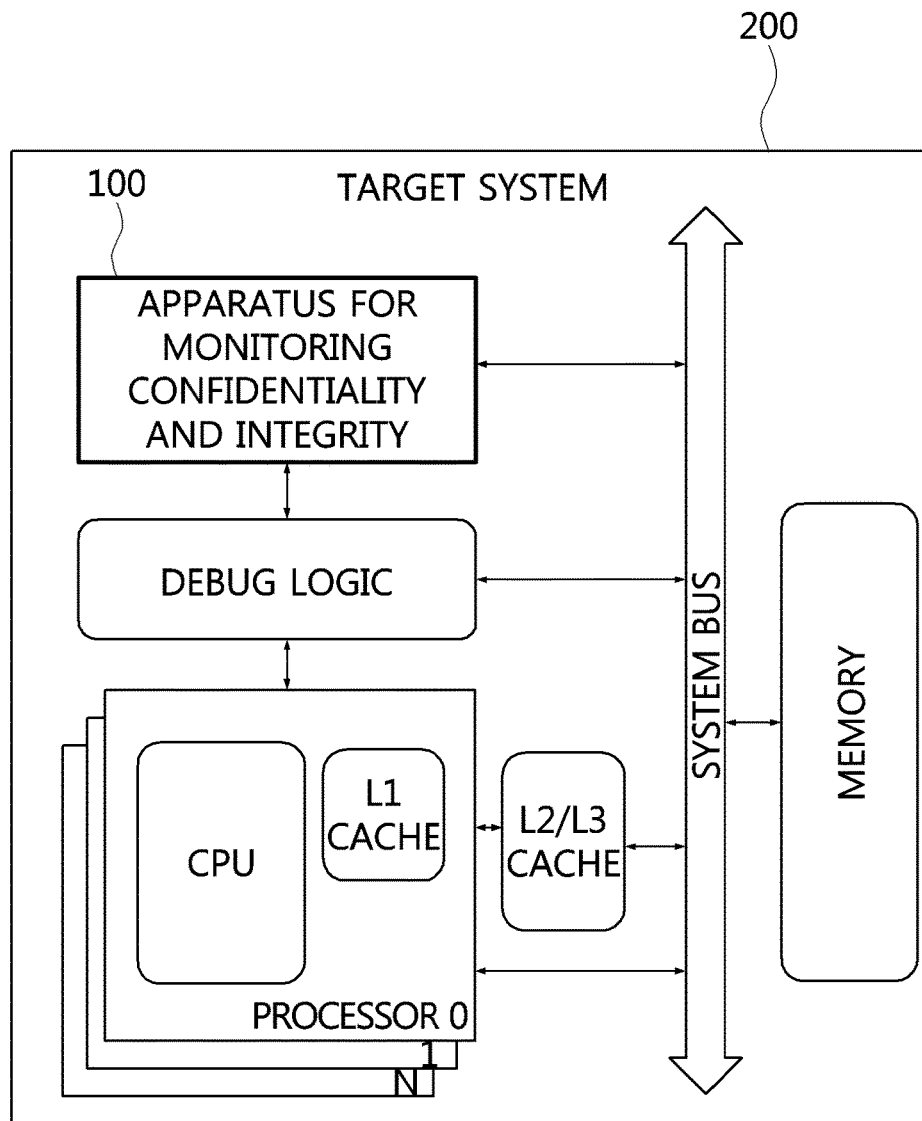 200
100
TARGET SYSTEM
APPARATUS FOR
MONITORING
CONFIDENTIALITY
AND INTEGRITY
DEBUG LOGIC
SYSTEM BUS
MEMORY
L1
CACHE
CPU
L2/L3
CACHE
PROCESSOR 0
1
N